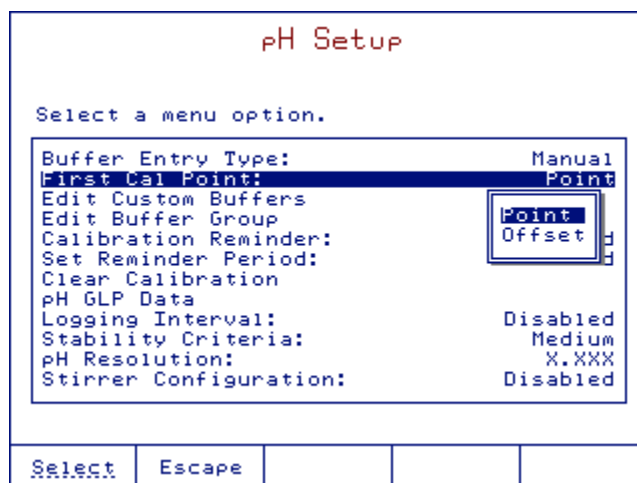 pH Setup
Select a menu option.
Buffer Entry Type: Manual
First Cal Point: Point
Edit Custom Buffers
Point
Edit Buffer Group
Offset
Calibration Reminder: d
Set Reminder Period: d
Clear Calibration
pH GLP Data
Logging Interval: Disabled
Stability Criteria: Medium
pH Resolution: X.XXX
Stirrer Configuration: Disabled
Select Escape